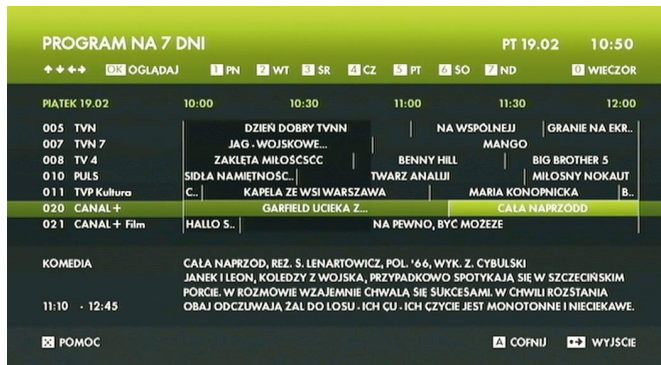 PROGRAM NA 7 DNI PT 19.02 10:50
OK OGLĄDAJ 1 PN 2 WT 3 ŚR 4 CZ 5 PT 6 SO 7 ND 0 WIECZÓR
PIĄTEK 19.02 10:00 10:30 11:00 11:30 12:00
005 TVN DZIEŃ DOBRY TVNN NA WSPÓLNEJJ GRANIE NA EKR..
007 TVN 7 JAG - WOJSKOWE... MANGO
008 TV 4 ZAKLĘTA MIŁOŚCSCC BENNY HILL BIG BROTHER 5
010 PULS SIDŁA NAMIĘTNOŚC.. TWARZ ANALIJI MIŁOSNY NOKAUT
011 TVP Kultura C.. KAPELA ZE WSI WARSZAWA MARIA KONOPNICKA B..
020 CANAL+ GARFIELD UCIEKA Z... CAŁA NAPRZÓDD
021 CANAL+ Film HALLO S.. NA PEWNO, BYĆ MOŻEZE
KOMEDIA CAŁA NAPRZOD, REŻ. S. LENARTOWICZ, POL. '66, WYK. Z. CYBULSKI
JANEK I LEON, KOLEDZY Z WOJSKA, PRZYPADKOWO SPOTYKAJĄ SIĘ W SZCZECIŃSKIM
PORCIE. W ROZMOWIE WZAJEMNIE CHWALĄ SIĘ SUKCESAMI. W CHWILI ROZSTANIA
11:10 - 12:45 OBAJ ODCZUWAJĄ ŻAL DO LOSU - ICH ÇU - ICH ÇZYCIE JEST MONOTONNE I NIECIEKAWE.
POMOC A COFNIJ WYJŚCIE